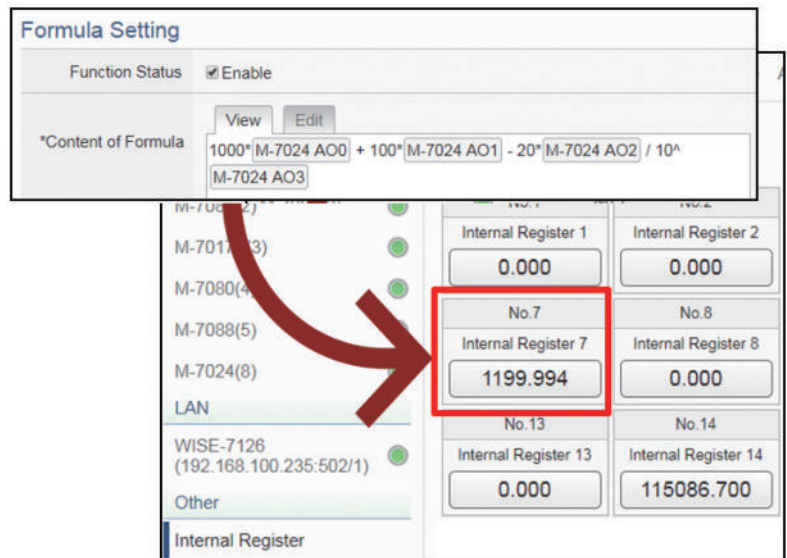 Formula Setting
Function Status Enable
View Edit
*Content of Formula
1000* M-7024 AO0 + 100* M-7024 AO1 - 20* M-7024 AO2 / 10^
M-7024 AO3
No.2
Internal Register 1 Internal Register 2
M-7017
0.000 0.000
M-7080(4)
No.7 No.8
M-7088(5)
Internal Register 7 Internal Register 8
M-7024(8)
1199.994 0.000
LAN
No.13 No.14
WISE-7126
(192.168.100.235:502/1)
Internal Register 13 Internal Register 14
0.000 115086.700
Other
Internal Register